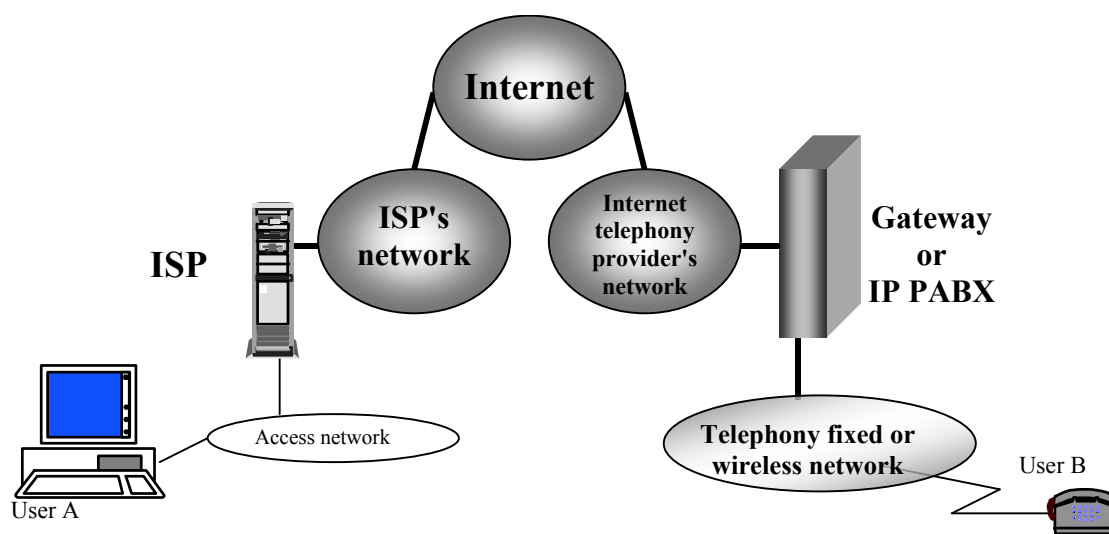 Internet
ISP's
network
Internet
telephony
provider's
network
Gateway
or
IP PABX
ISP
Access network
Telephony fixed or
wireless network
User A
User B